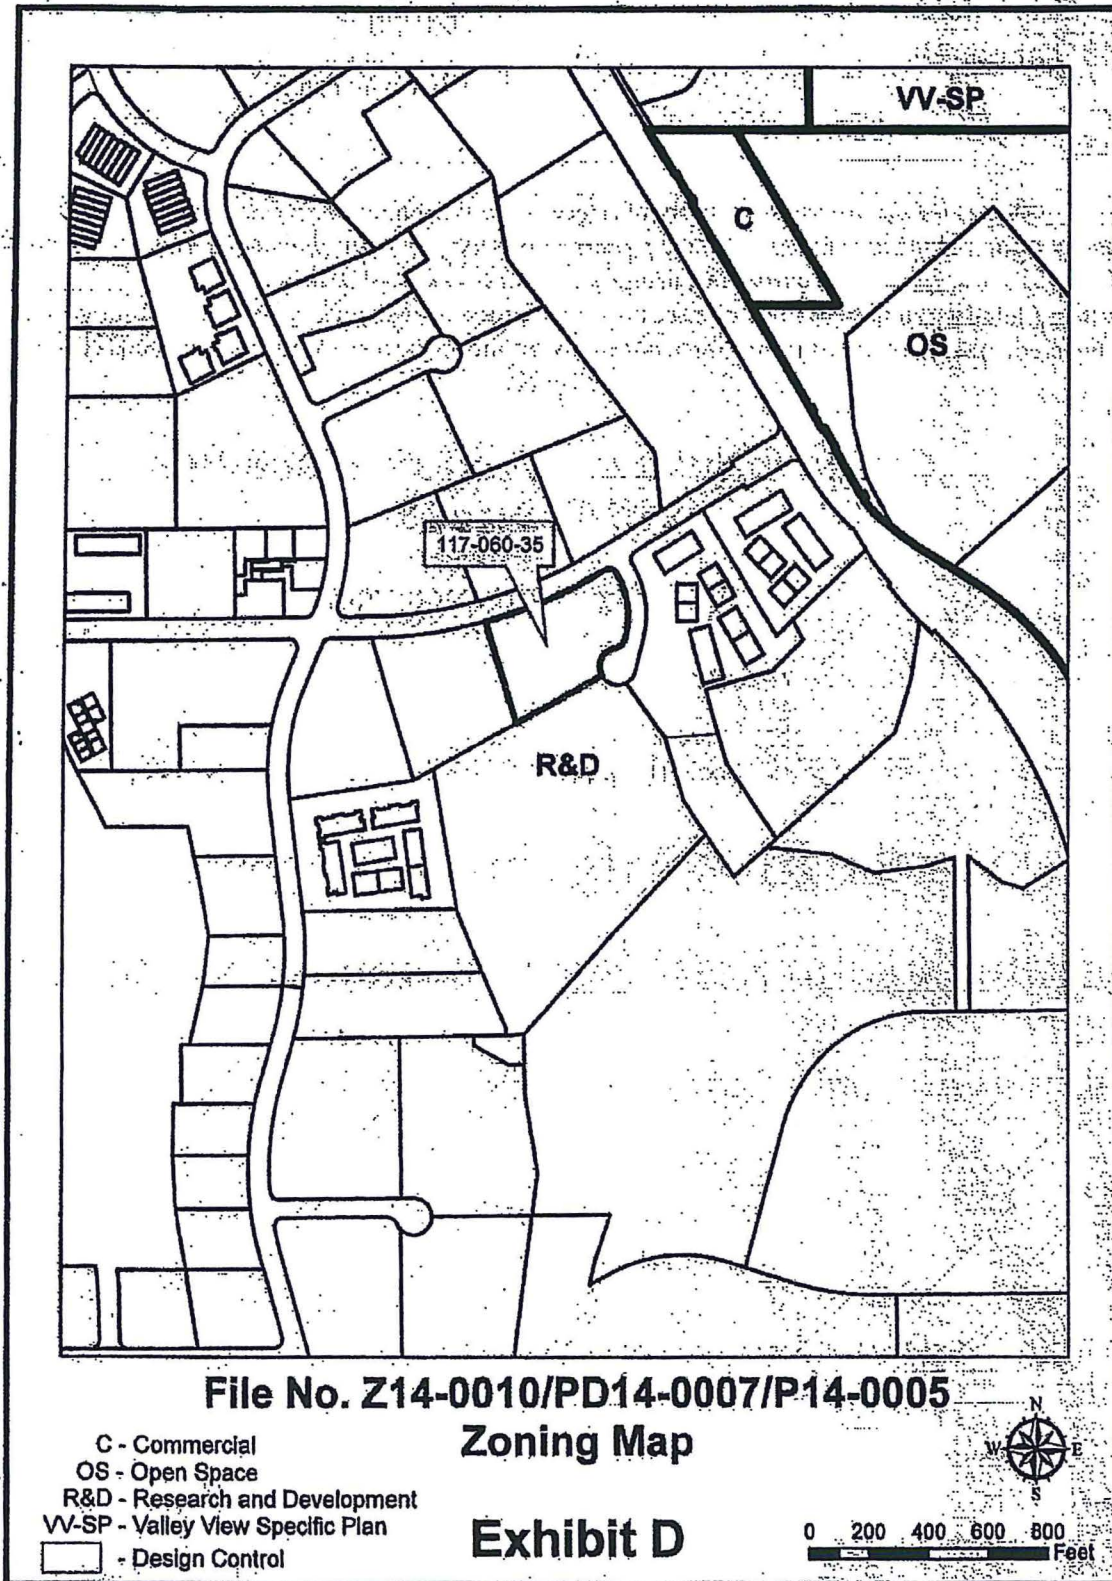 VV-SP
C
OS
117-060-35
R&D
File No. Z14-0010/PD14-0007/P14-0005
Zoning Map
N
W E
S
C - Commercial
OS - Open Space
R&D - Research and Development
VV-SP - Valley View Specific Plan
- Design Control
Exhibit D
0 200 400 600 800
Feet